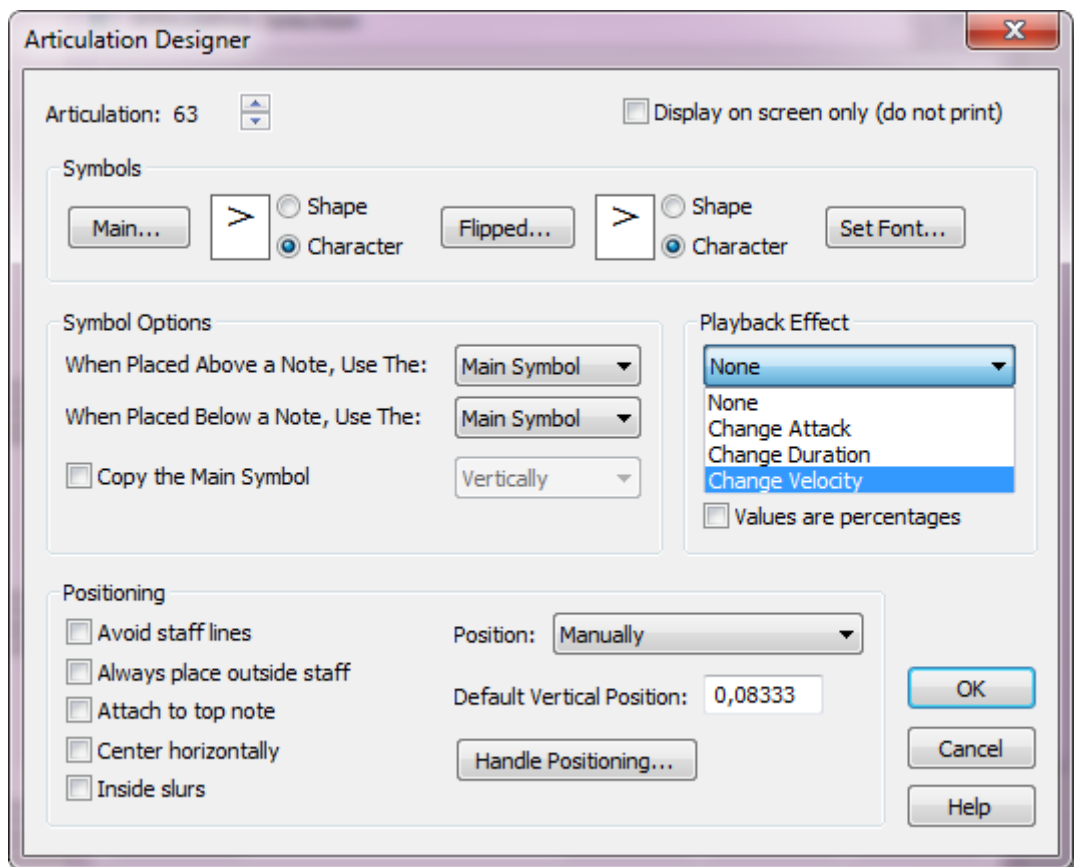 Articulation Designer
Articulation: 63
Display on screen only (do not print)
Symbols
Main...
>
Shape
Character
Flipped...
>
Shape
Character
Set Font...
Symbol Options
When Placed Above a Note, Use The: Main Symbol
When Placed Below a Note, Use The: Main Symbol
Copy the Main Symbol Vertically
Playback Effect
None
None
Change Attack
Change Duration
Change Velocity
Values are percentages
Positioning
Avoid staff lines
Always place outside staff
Attach to top note
Center horizontally
Inside slurs
Position: Manually
Default Vertical Position: 0,08333
Handle Positioning...
OK
Cancel
Help